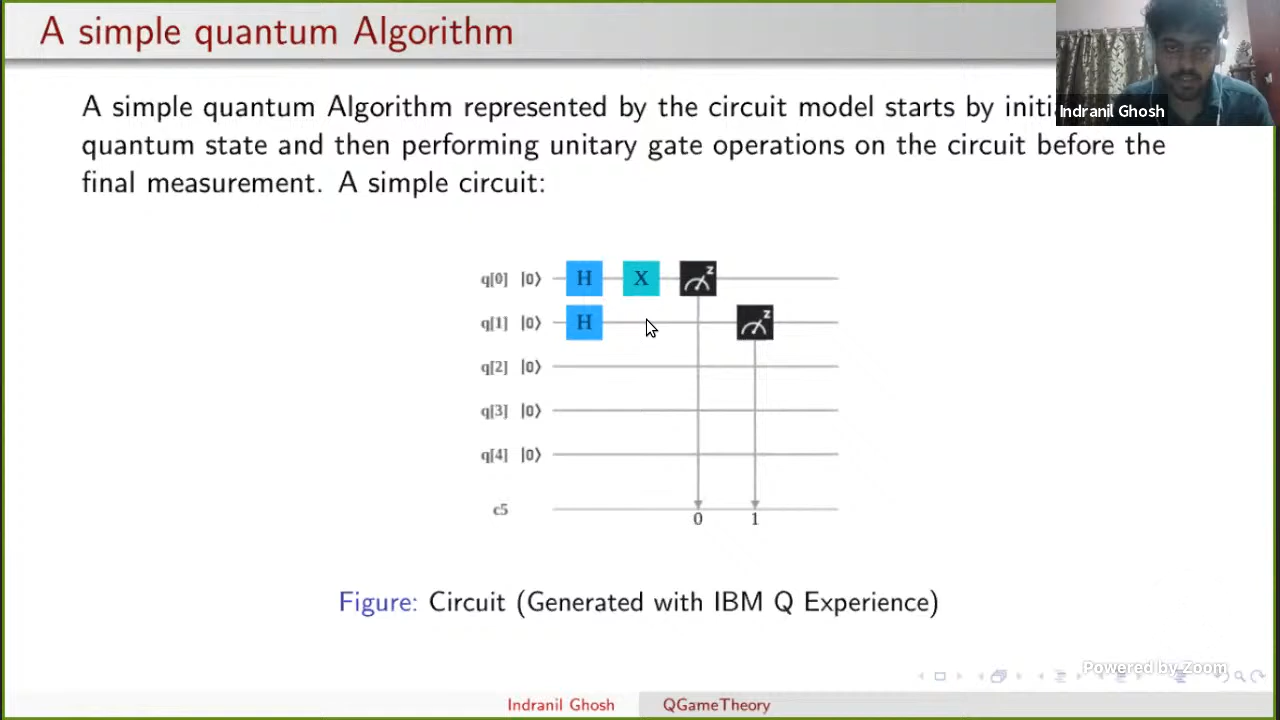 A simple quantum Algorithm
A simple quantum Algorithm represented by the circuit model starts by
quantum state and then performing unitary gate operations on the circuit before the
final measurement. A simple circuit:
Indranil Ghosh
q[0] |0⟩ H X z
q[1] |0⟩ H z
q[2] |0⟩
q[3] |0⟩
q[4] |0⟩
c5
0 1
Figure: Circuit (Generated with IBM Q Experience)
Powered by Zoom
Indranil Ghosh QGameTheory